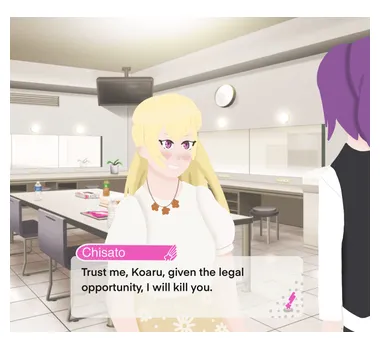 Chisato
Trust me, Koaru, given the legal
opportunity, I will kill you.